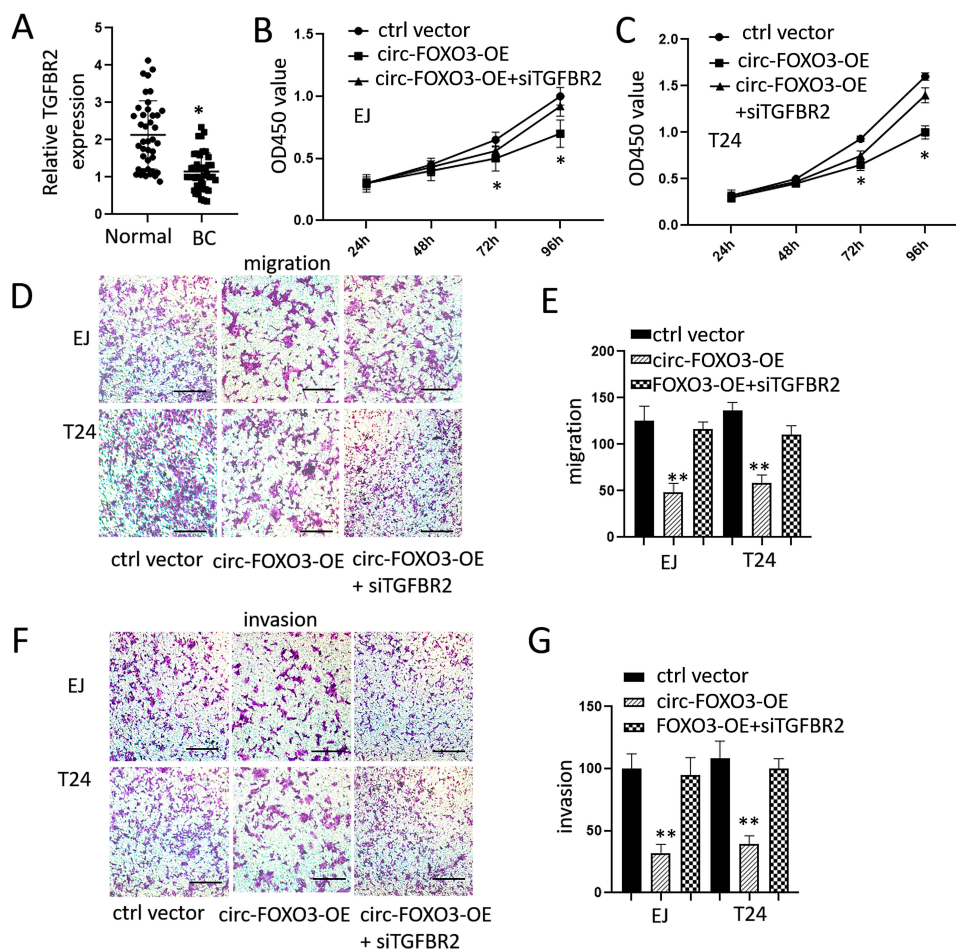 A
Relative TGFBR2
expression
5
4
3
2
1
0
*
Normal
BC
B
OD450 value
1.5
1.0
0.5
0.0
ctrl vector
circ-FOXO3-OE
circ-FOXO3-OE+siTGFBR2
EJ
*
*
24h
48h
72h
96h
C
OD450 value
2.0
1.5
1.0
0.5
0.0
ctrl vector
circ-FOXO3-OE
circ-FOXO3-OE
+siTGFBR2
T24
*
*
24h
48h
72h
96h
D
migration
EJ
T24
ctrl vector
circ-FOXO3-OE
circ-FOXO3-OE
+ siTGFBR2
E
ctrl vector
circ-FOXO3-OE
FOXO3-OE+siTGFBR2
migration
200
150
100
50
0
**
**
EJ
T24
F
invasion
EJ
T24
ctrl vector
circ-FOXO3-OE
circ-FOXO3-OE
+ siTGFBR2
G
ctrl vector
circ-FOXO3-OE
FOXO3-OE+siTGFBR2
invasion
150
100
50
0
**
**
EJ
T24